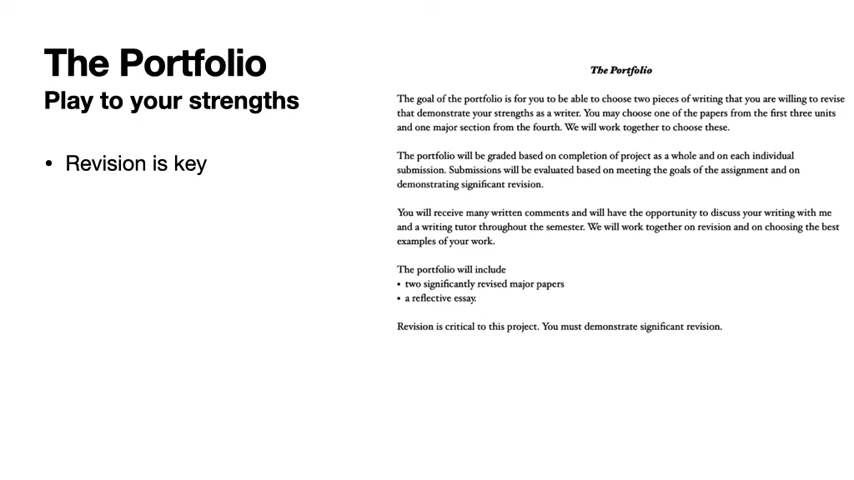 The Portfolio
Play to your strengths
• Revision is key
The Portfolio
The goal of the portfolio is for you to be able to choose two pieces of writing that you are willing to revise
that demonstrate your strengths as a writer. You may choose one of the papers from the first three units
and one major section from the fourth. We will work together to choose these.
The portfolio will be graded based on completion of project as a whole and on each individual
submission. Submissions will be evaluated based on meeting the goals of the assignment and on
demonstrating significant revision.
You will receive many written comments and will have the opportunity to discuss your writing with me
and a writing tutor throughout the semester. We will work together on revision and on choosing the best
examples of your work.
The portfolio will include
• two significantly revised major papers
• a reflective essay.
Revision is critical to this project. You must demonstrate significant revision.